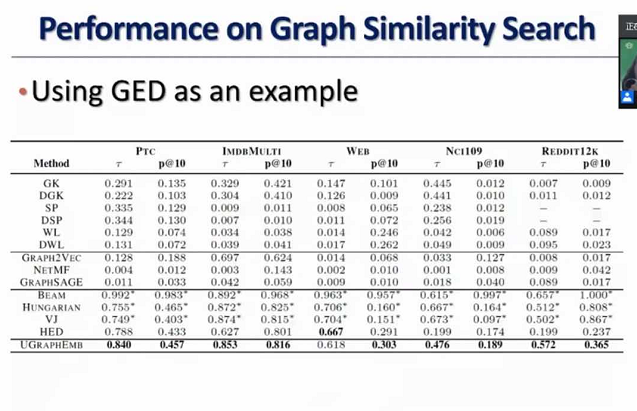 Performance on Graph Similarity Search
•Using GED as an example
PTC IMDBMULTI WEB NCI109 REDDIT12K
Method τ p@10 τ p@10 τ p@10 τ p@10 τ p@10
GK 0.291 0.135 0.329 0.421 0.147 0.101 0.445 0.012 0.007 0.009
DGK 0.222 0.103 0.304 0.410 0.126 0.009 0.441 0.010 0.011 0.012
SP 0.335 0.129 0.009 0.011 0.008 0.065 0.238 0.012 – –
DSP 0.344 0.130 0.007 0.010 0.011 0.072 0.256 0.019 – –
WL 0.129 0.074 0.034 0.038 0.014 0.246 0.042 0.006 0.089 0.017
DWL 0.131 0.072 0.039 0.041 0.017 0.262 0.049 0.009 0.095 0.023
GRAPH2VEC 0.128 0.188 0.697 0.624 0.014 0.068 0.033 0.127 0.008 0.017
NETMF 0.004 0.012 0.003 0.143 0.002 0.010 0.001 0.008 0.009 0.042
GRAPHSAGE 0.011 0.033 0.042 0.059 0.009 0.010 0.018 0.040 0.089 0.017
BEAM 0.992* 0.983* 0.892* 0.968* 0.963* 0.957* 0.615* 0.997* 0.657* 1.000*
HUNGARIAN 0.755* 0.465* 0.872* 0.825* 0.706* 0.160* 0.667* 0.164* 0.512* 0.808*
VJ 0.749* 0.403* 0.874* 0.815* 0.704* 0.151* 0.673* 0.097* 0.502* 0.867*
HED 0.788 0.433 0.627 0.801 0.667 0.291 0.199 0.174 0.199 0.237
UGRAPHEMB 0.840 0.457 0.853 0.816 0.618 0.303 0.476 0.189 0.572 0.365